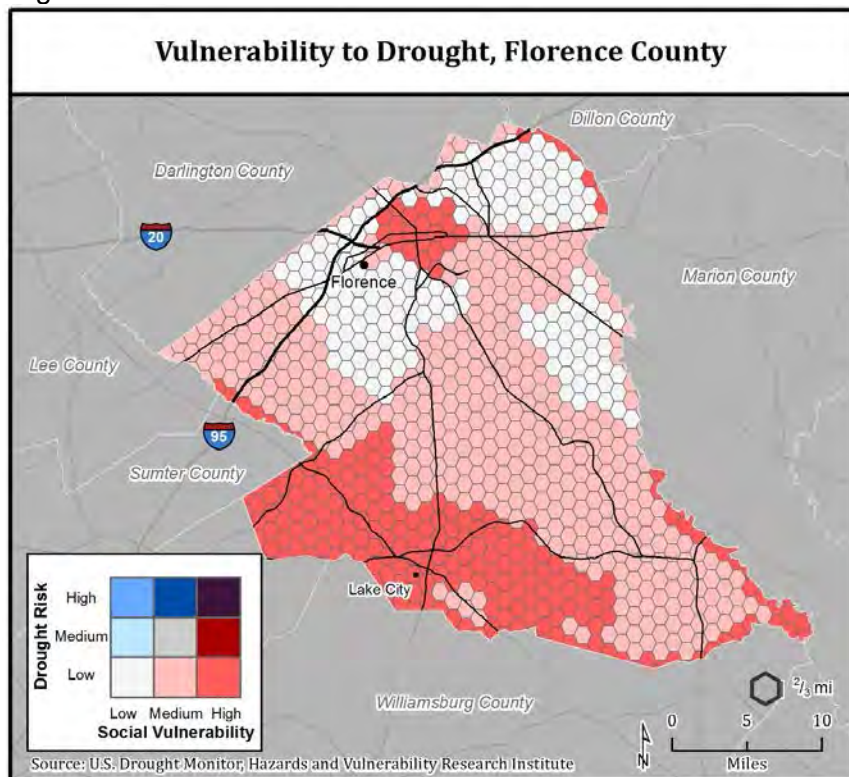 Vulnerability to Drought, Florence County
Dillon County
Darlington County
20
Marion County
Florence
Lee County
95
Sumter County
Lake City
Drought Risk
High
Medium
Low
Low Medium High
Social Vulnerability
Williamsburg County
2/3 mi
N
0 5 10
Miles
Source: U.S. Drought Monitor, Hazards and Vulnerability Research Institute